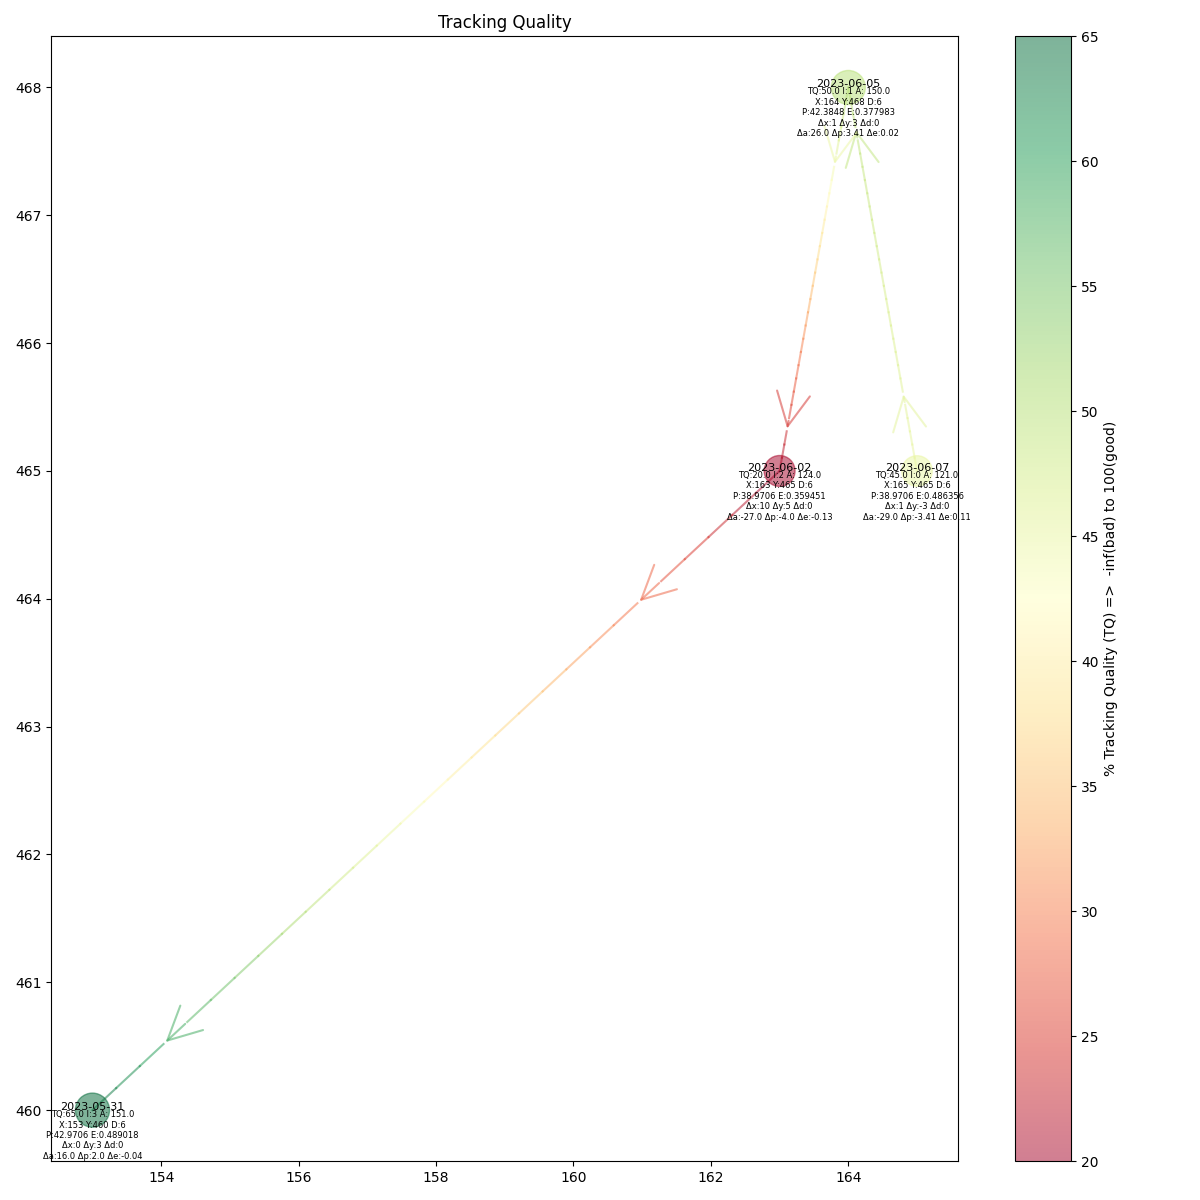 Tracking Quality
468
467
466
465
464
463
462
461
460
154
156
158
160
162
164
2023-06-05
TQ:50.0 I:1 A: 150.0
X:164 Y:468 D:6
P:42.3848 E:0.377983
Δx:1 Δy:3 Δd:0
Δa:26.0 Δp:3.41 Δe:0.02
2023-06-02
TQ:20.0 I:2 A: 124.0
X:163 Y:465 D:6
P:38.9706 E:0.359451
Δx:10 Δy:5 Δd:0
Δa:-27.0 Δp:-4.0 Δe:-0.13
2023-06-07
TQ:45.0 I:0 A: 121.0
X:165 Y:465 D:6
P:38.9706 E:0.486356
Δx:1 Δy:-3 Δd:0
Δa:-29.0 Δp:-3.41 Δe:0.11
2023-05-31
TQ:65.0 I:3 A: 151.0
X:153 Y:460 D:6
P:42.9706 E:0.489018
Δx:0 Δy:3 Δd:0
Δa:16.0 Δp:2.0 Δe:-0.04
65
60
55
50
45
40
35
30
25
20
% Tracking Quality (TQ) => -inf(bad) to 100(good)